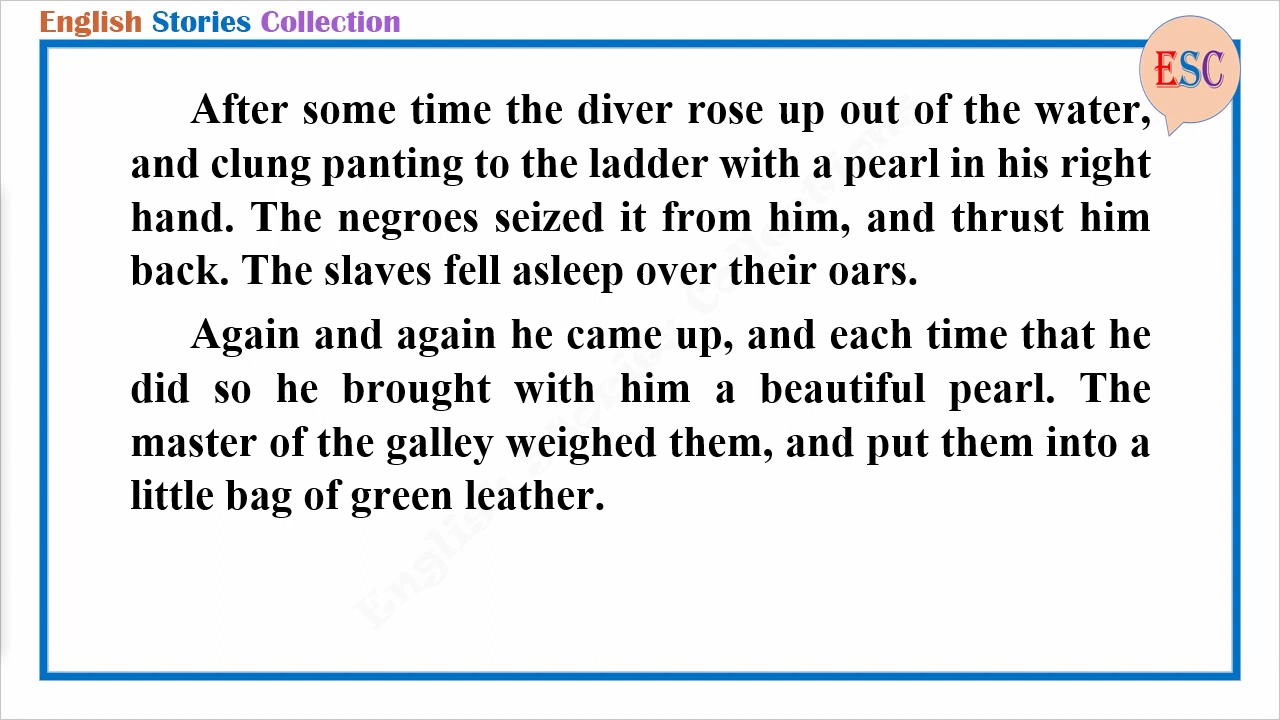 English Stories Collection
ESC
After some time the diver rose up out of the water,
and clung panting to the ladder with a pearl in his right
hand. The negroes seized it from him, and thrust him
back. The slaves fell asleep over their oars.
Again and again he came up, and each time that he
did so he brought with him a beautiful pearl. The
master of the galley weighed them, and put them into a
little bag of green leather.
English Stories Collection